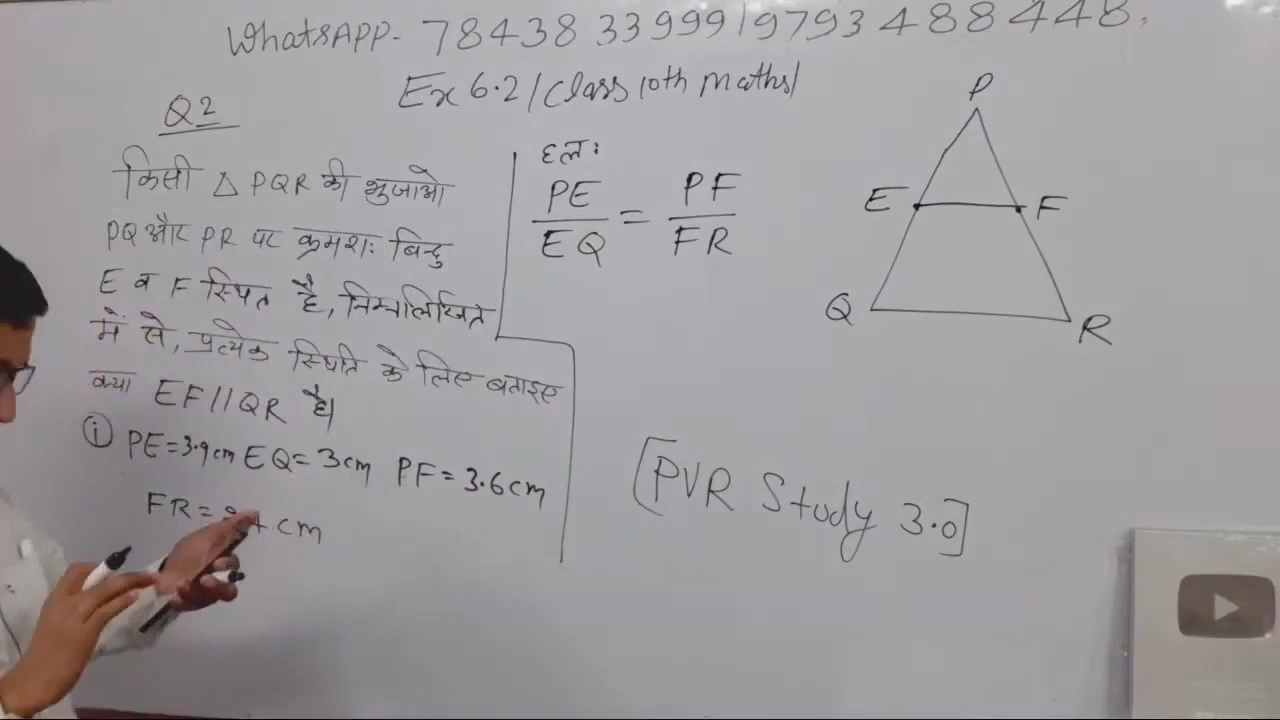 WhatsAPP- 7843833999/9793488448,
Ex 6.2/Class 10th maths/
Q2
किसी △ PQR की भुजाओ
PQ और PR पर क्रमशः बिन्दु
E व F स्थित है, निम्नलिखित
में से, प्रत्येक स्थिति के लिए बताइए
क्या EF//QR है।
(i) PE=3.9cm EQ=3cm PF=3.6cm
FR= cm
हल:
PE/EQ = PF/FR
P
E F
Q R
[PVR Study 3.0]